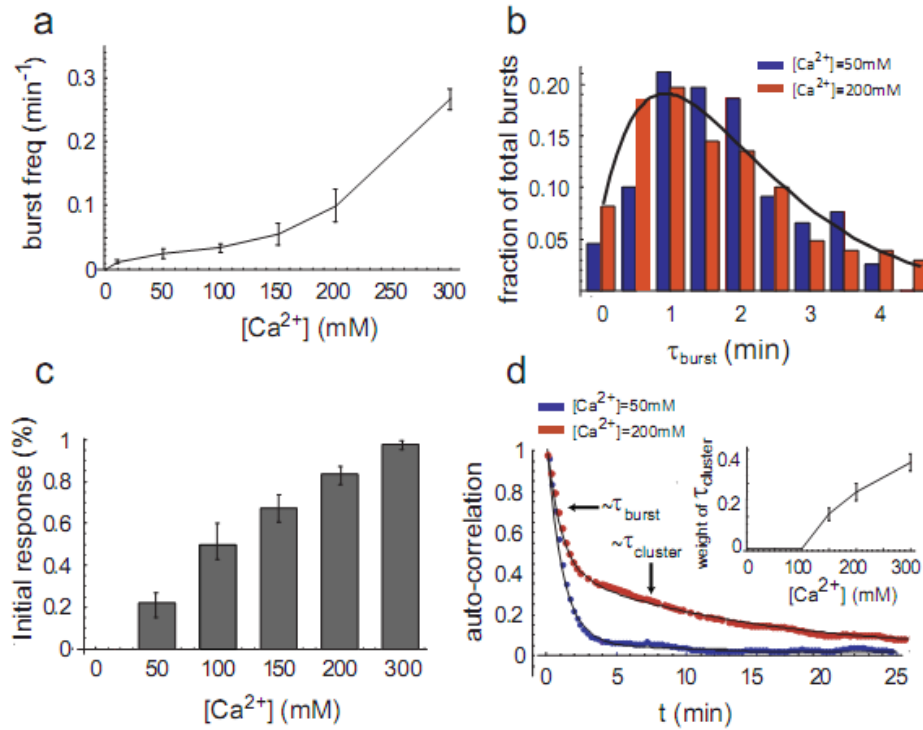 a
burst freq (min⁻¹)
0.3
0.2
0.1
0
0 50 100 150 200 250 300
[Ca²⁺] (mM)
b
fraction of total bursts
[Ca²⁺]=50mM
[Ca²⁺]=200mM
0.20
0.15
0.10
0.05
0 1 2 3 4
τburst (min)
c
Initial response (%)
1
0.8
0.6
0.4
0.2
0
0 50 100 150 200 300
[Ca²⁺] (mM)
d
[Ca²⁺]=50mM
[Ca²⁺]=200mM
auto-correlation
1
0.8
0.6
0.4
0.2
0
~τburst
~τcluster
0 5 10 15 20 25
t (min)
weight of τcluster
0.4
0.2
0
0 100 200 300
[Ca²⁺] (mM)